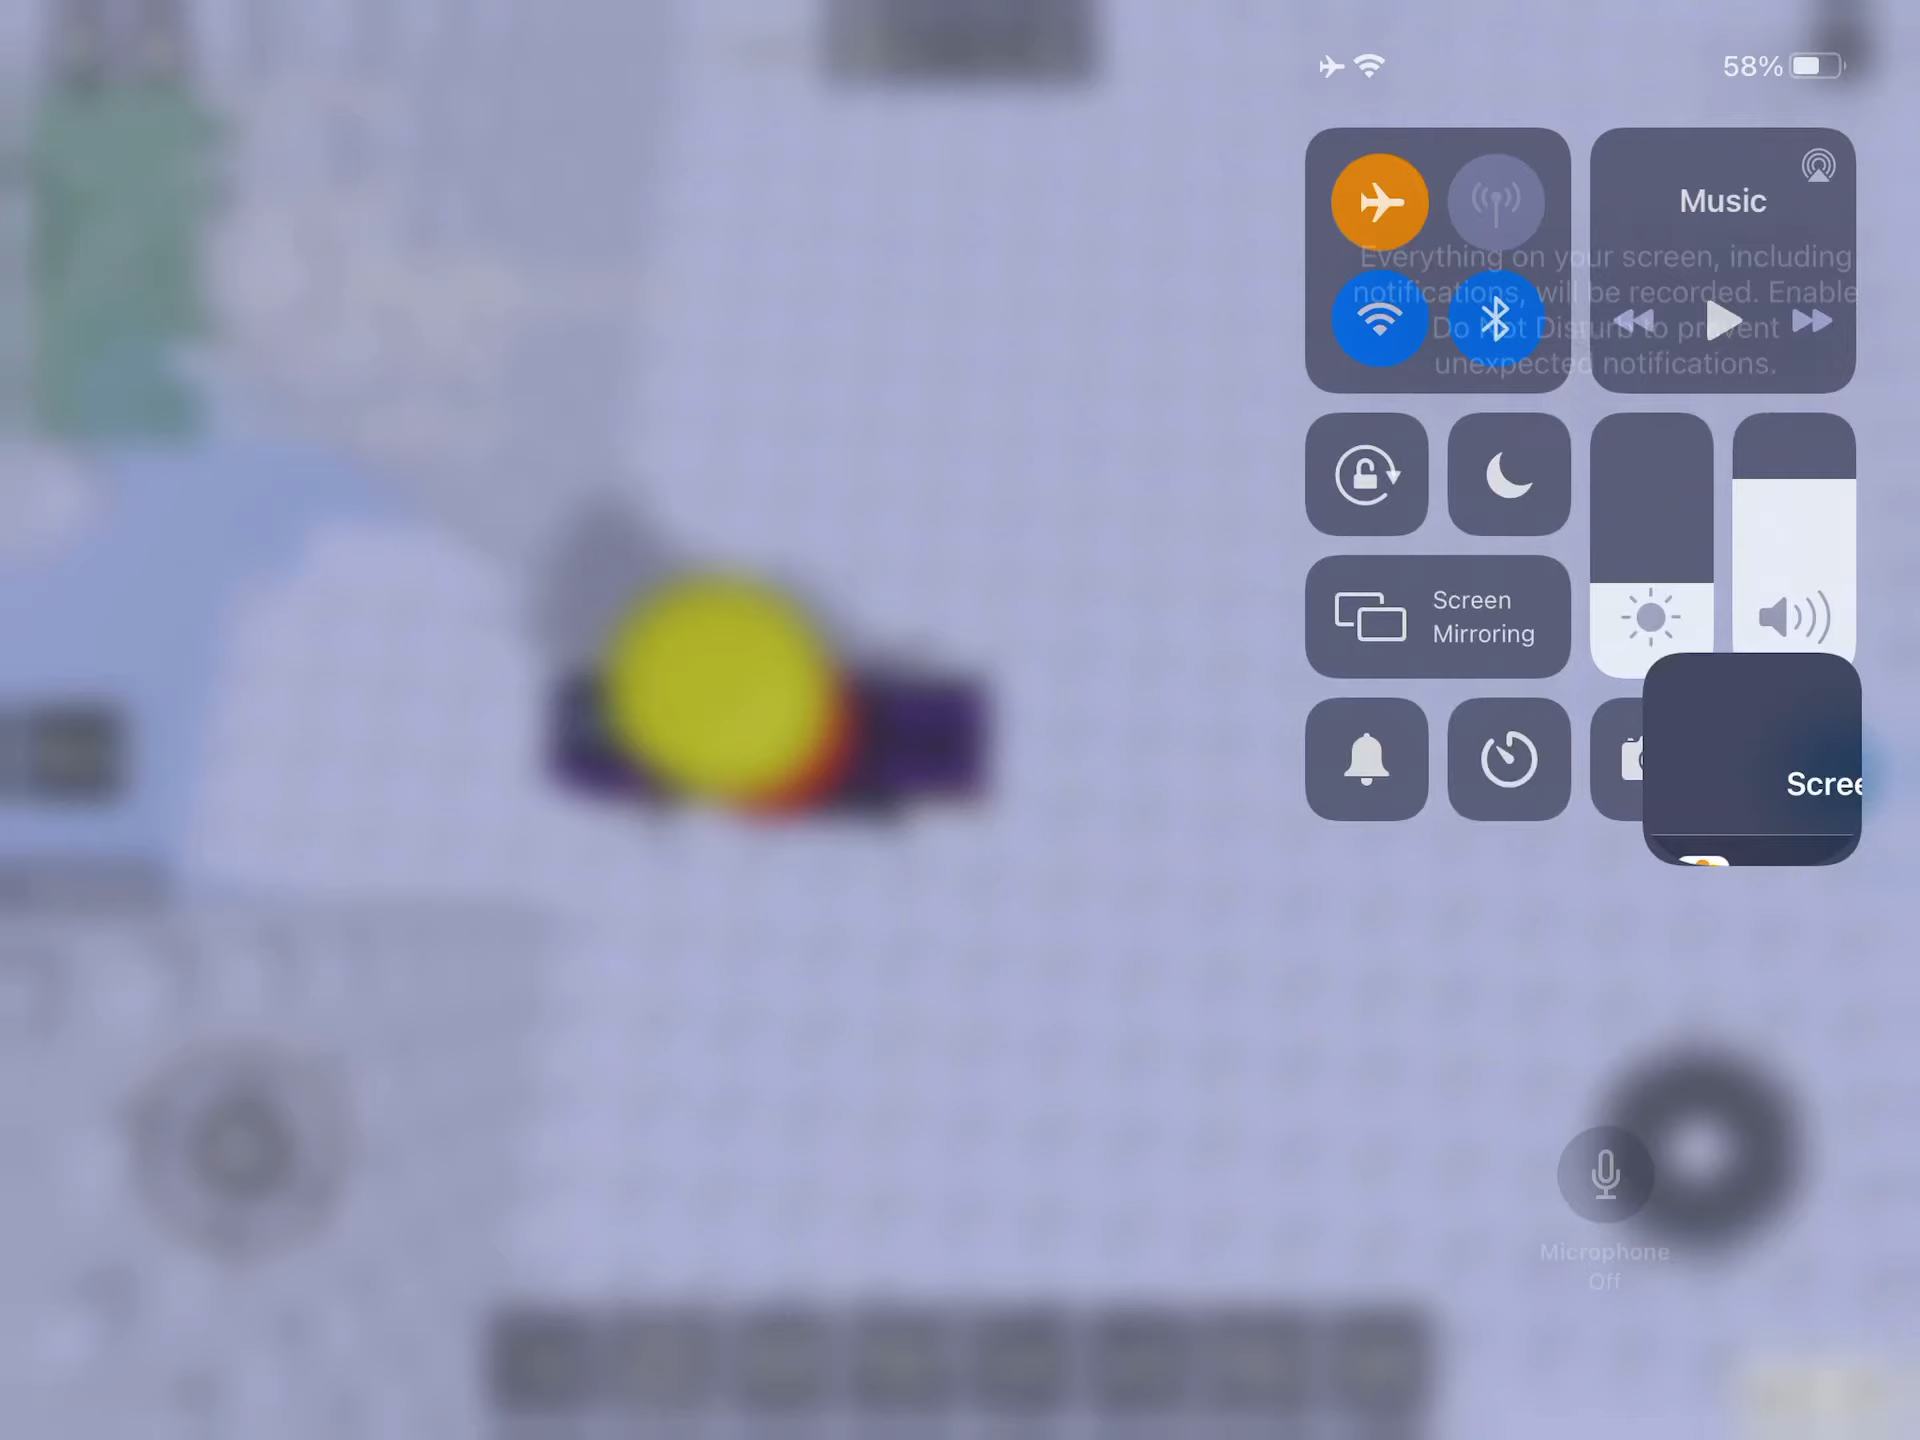 58%
Music
Everything on your screen, including
notifications, will be recorded. Enable
Do Not Disturb to prevent
unexpected notifications.
Screen
Mirroring
Scree
Microphone
Off